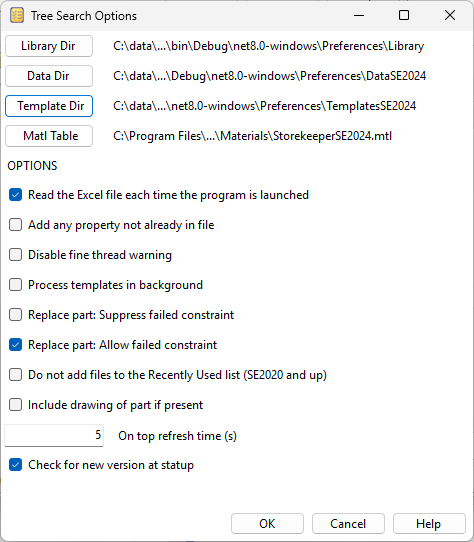 Tree Search Options
Library Dir C:\data\...\bin\Debug\net8.0-windows\Preferences\Library
Data Dir C:\data\...\Debug\net8.0-windows\Preferences\DataSE2024
Template Dir C:\data\...\net8.0-windows\Preferences\TemplatesSE2024
Matl Table C:\Program Files\...\Materials\StorekeeperSE2024.mtl
OPTIONS
Read the Excel file each time the program is launched
Add any property not already in file
Disable fine thread warning
Process templates in background
Replace part: Suppress failed constraint
Replace part: Allow failed constraint
Do not add files to the Recently Used list (SE2020 and up)
Include drawing of part if present
5 On top refresh time (s)
Check for new version at statup
OK Cancel Help